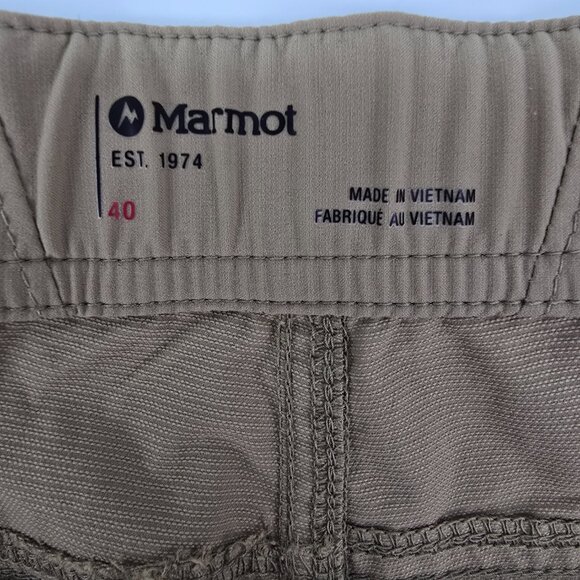 Marmot
EST. 1974
40
MADE IN VIETNAM
FABRIQUÉ AU VIETNAM